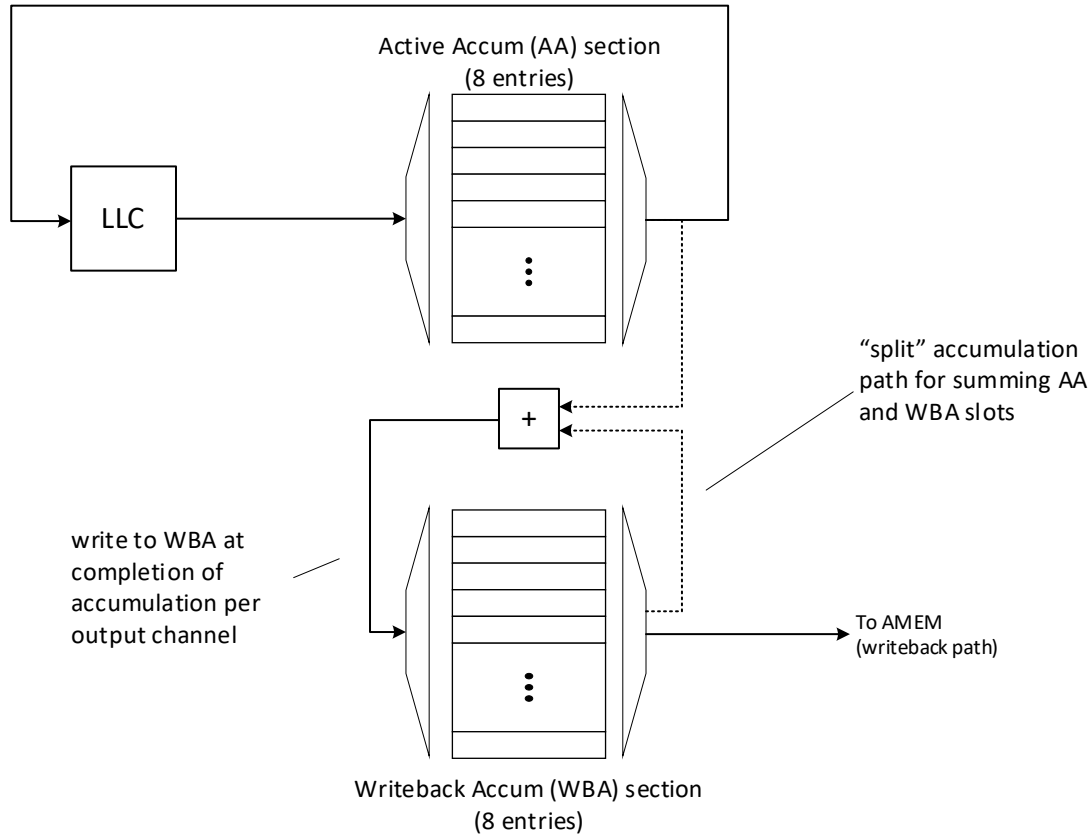 Active Accum (AA) section
(8 entries)
LLC
“split” accumulation
path for summing AA
and WBA slots
+
write to WBA at
completion of
accumulation per
output channel
To AMEM
(writeback path)
Writeback Accum (WBA) section
(8 entries)